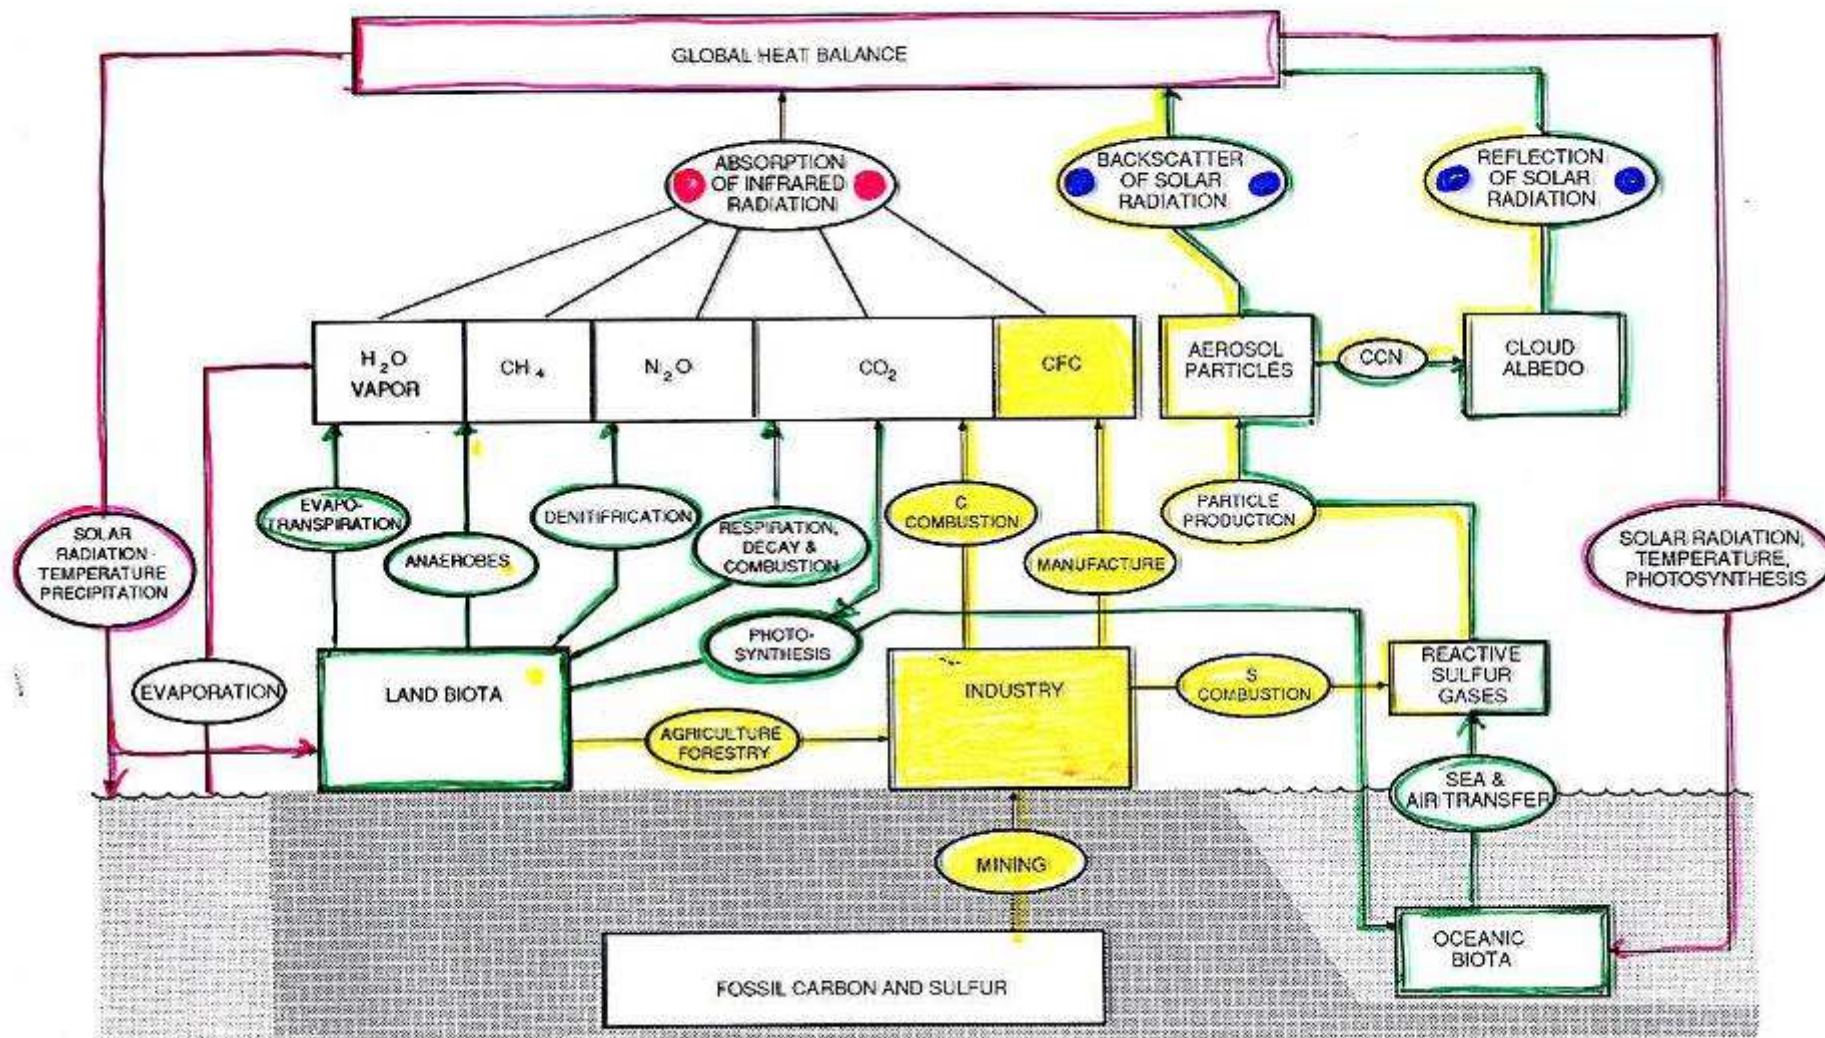 GLOBAL HEAT BALANCE
ABSORPTION
OF INFRARED
RADIATION
BACKSCATTER
OF SOLAR
RADIATION
REFLECTION
OF SOLAR
RADIATION
H2O
VAPOR
CH4
N2O
CO2
CFC
AEROSOL
PARTICLES
CCN
CLOUD
ALBEDO
EVAPO-
TRANSPIRATION
ANAEROBES
DENITIFRICATION
RESPIRATION,
DECAY &
COMBUSTION
C
COMBUSTION
MANUFACTURE
PARTICLE
PRODUCTION
SOLAR
RADIATION-
TEMPERATURE
PRECIPITATION
SOLAR RADIATION,
TEMPERATURE,
PHOTOSYNTHESIS
PHOTO-
SYNTHESIS
EVAPORATION
LAND BIOTA
AGRICULTURE
FORESTRY
INDUSTRY
S
COMBUSTION
REACTIVE
SULFUR
GASES
SEA &
AIR TRANSFER
MINING
OCEANIC
BIOTA
FOSSIL CARBON AND SULFUR